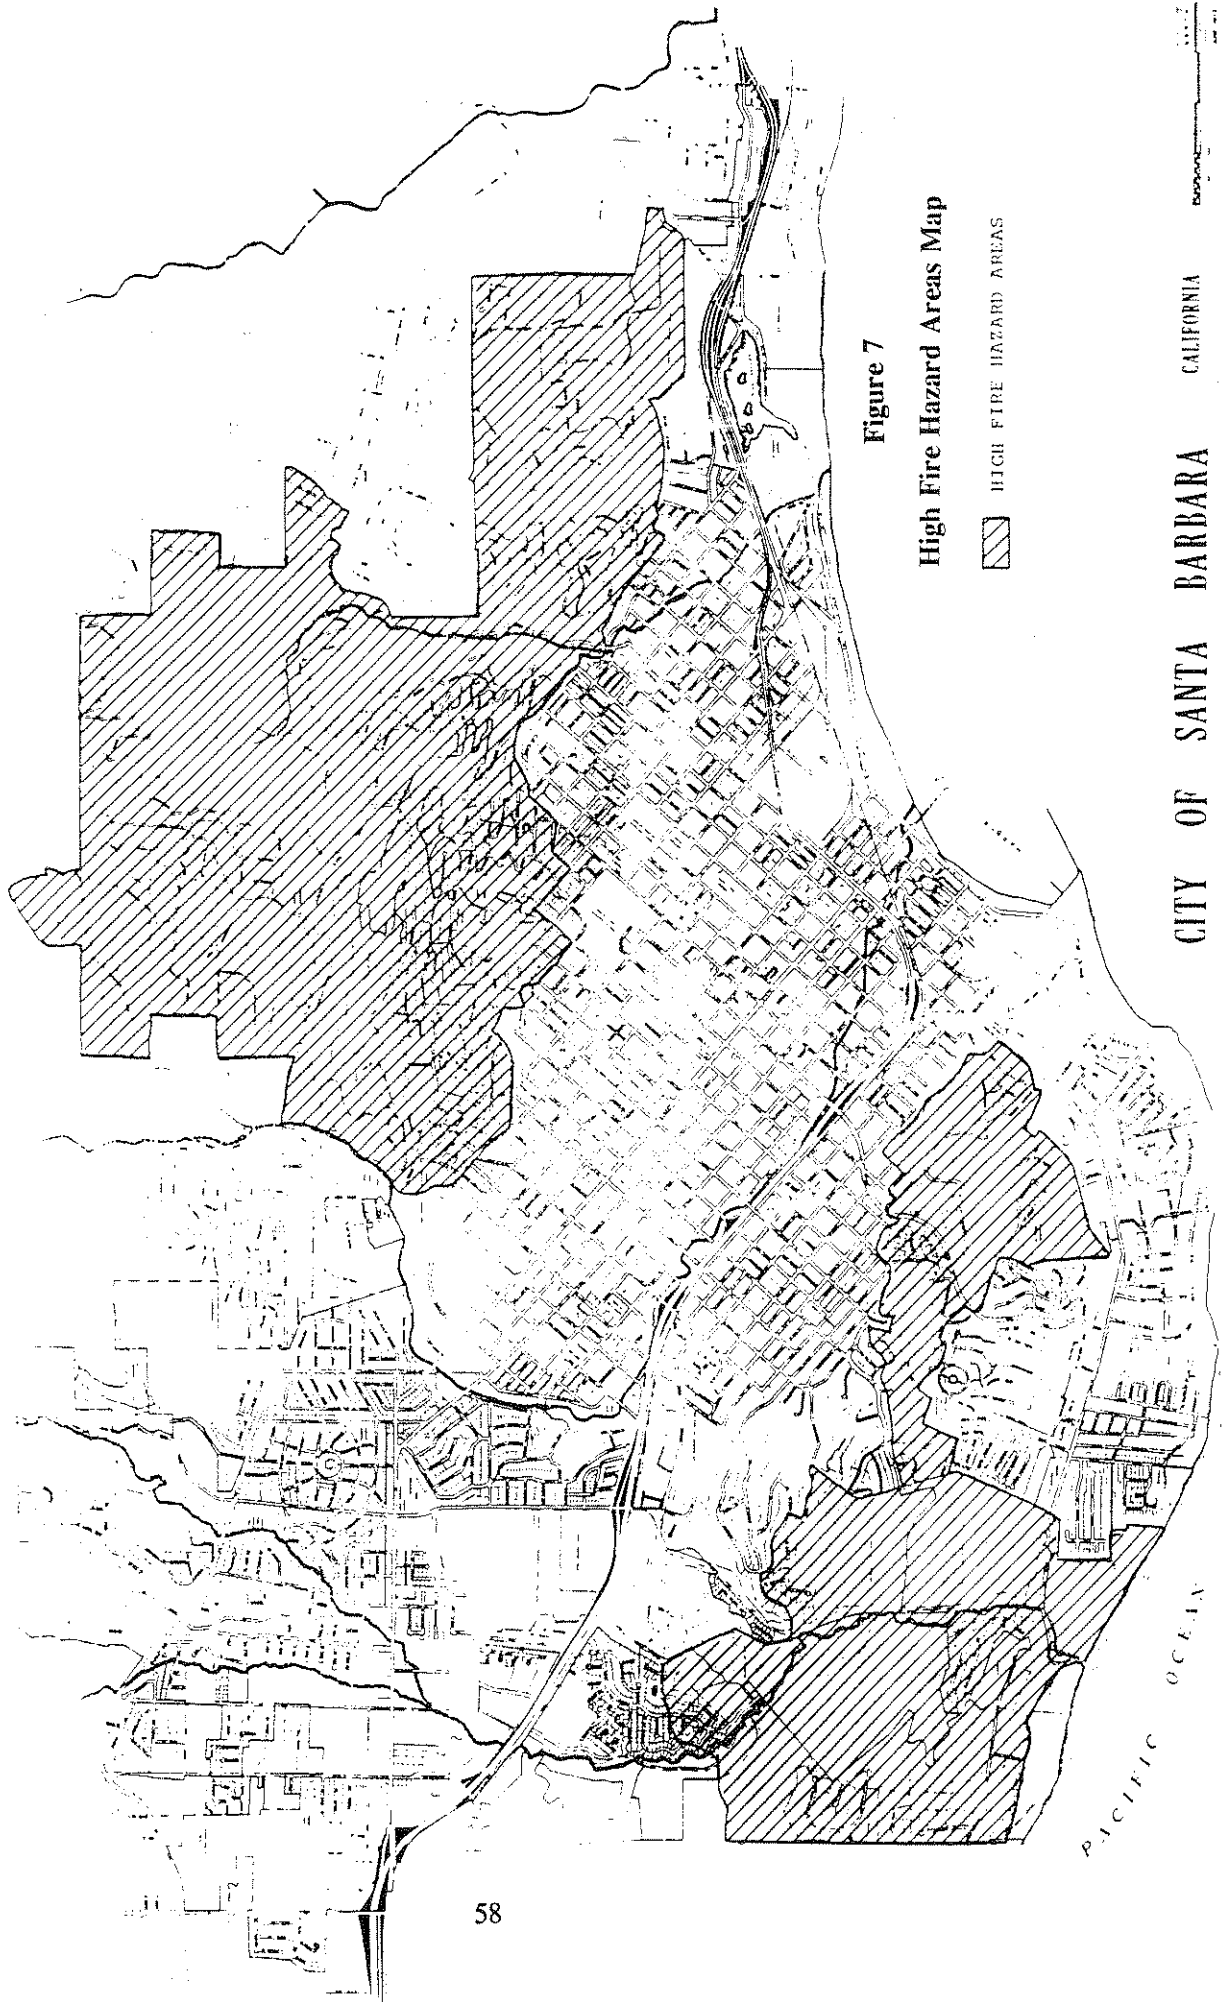 Figure 7
High Fire Hazard Areas Map
HIGH FIRE HAZARD AREAS
CITY OF SANTA BARBARA CALIFORNIA
PACIFIC OCEAN
58